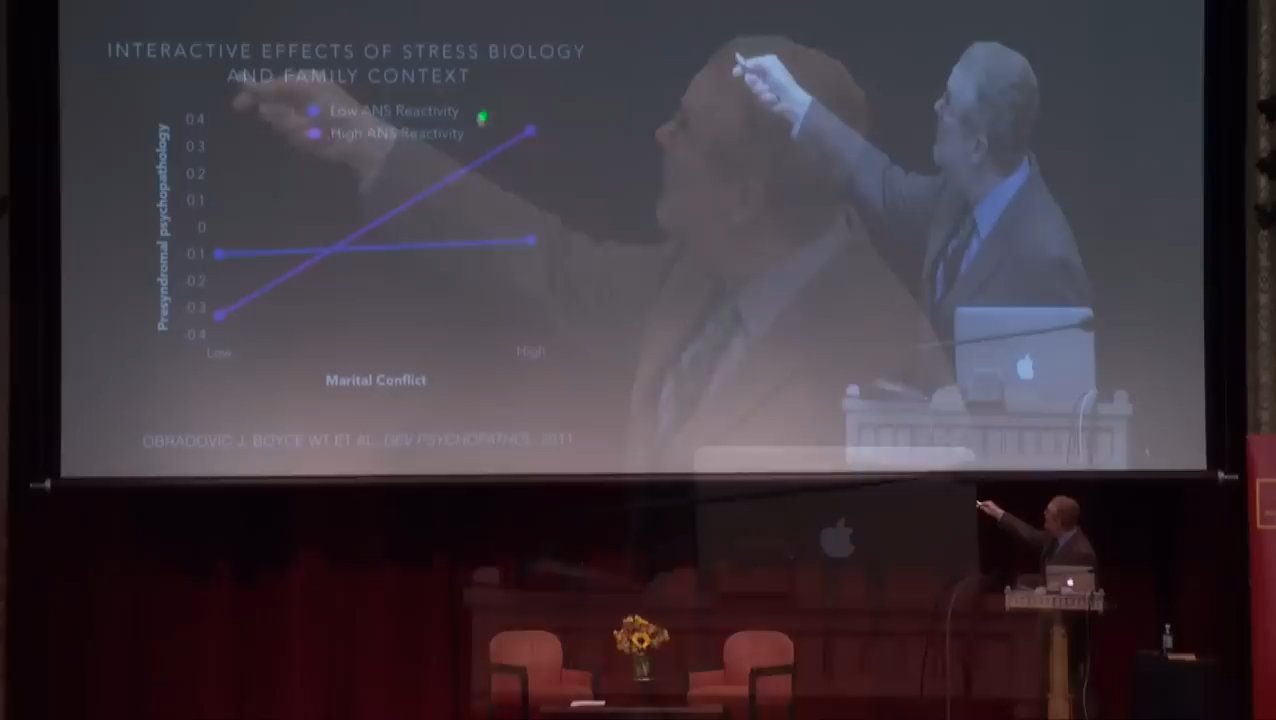 INTERACTIVE EFFECTS OF STRESS BIOLOGY
AND FAMILY CONTEXT
Low ANS Reactivity
High ANS Reactivity
Presyndromal psychopathology
0.4
0.3
0.2
0.1
0
0.1
0.2
0.3
0.4
Low
High
Marital Conflict
OBRADOVIC J, BOYCE WT ET AL. DEV PSYCHOPATHOL 2011